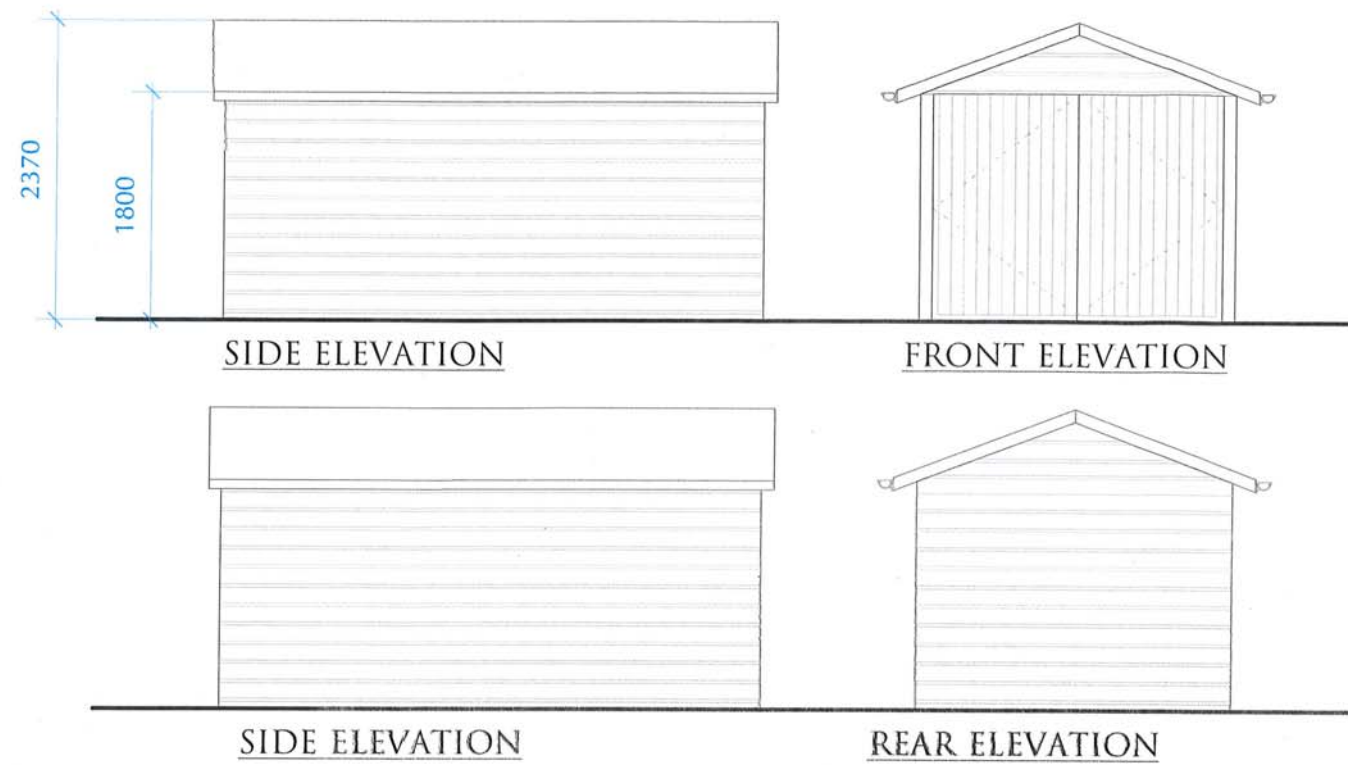 2370
1800
SIDE ELEVATION
FRONT ELEVATION
SIDE ELEVATION
REAR ELEVATION